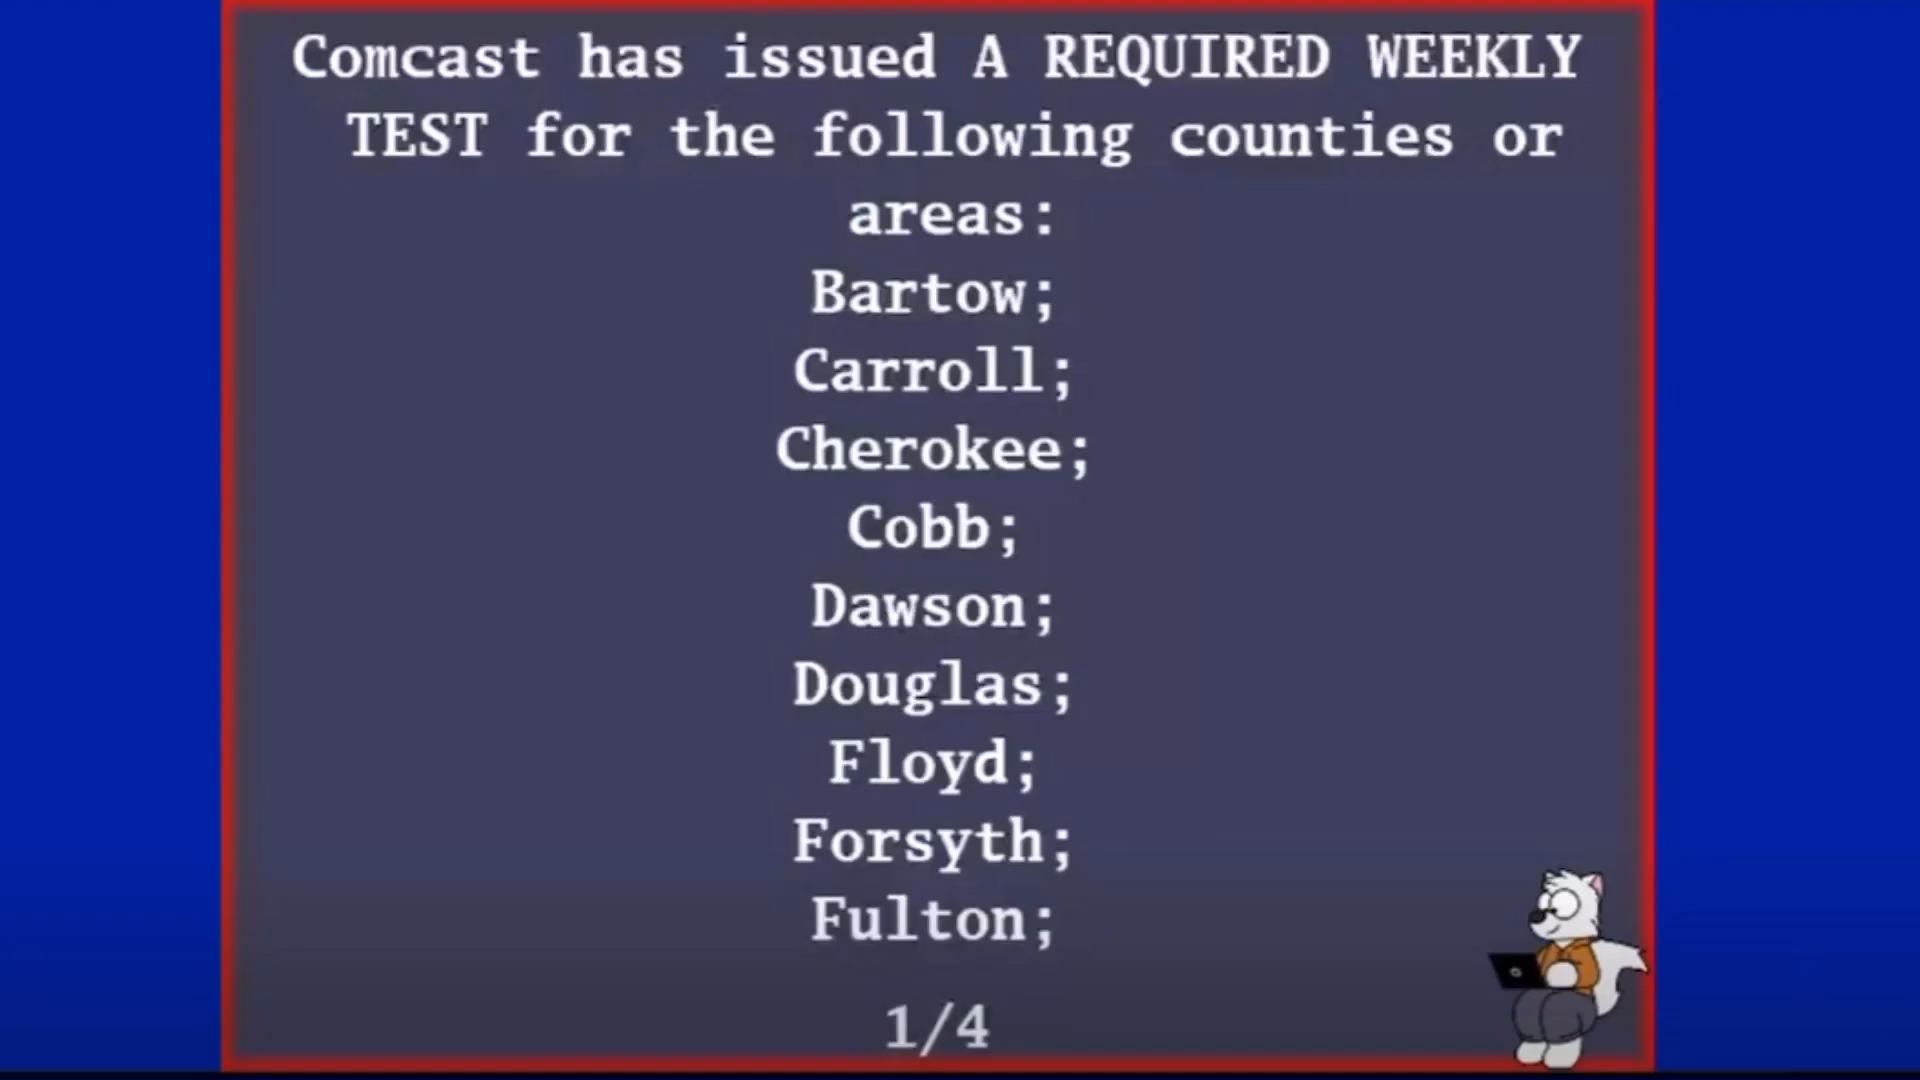 Comcast has issued A REQUIRED WEEKLY
TEST for the following counties or
areas:
Bartow;
Carroll;
Cherokee;
Cobb;
Dawson;
Douglas;
Floyd;
Forsyth;
Fulton;
1/4